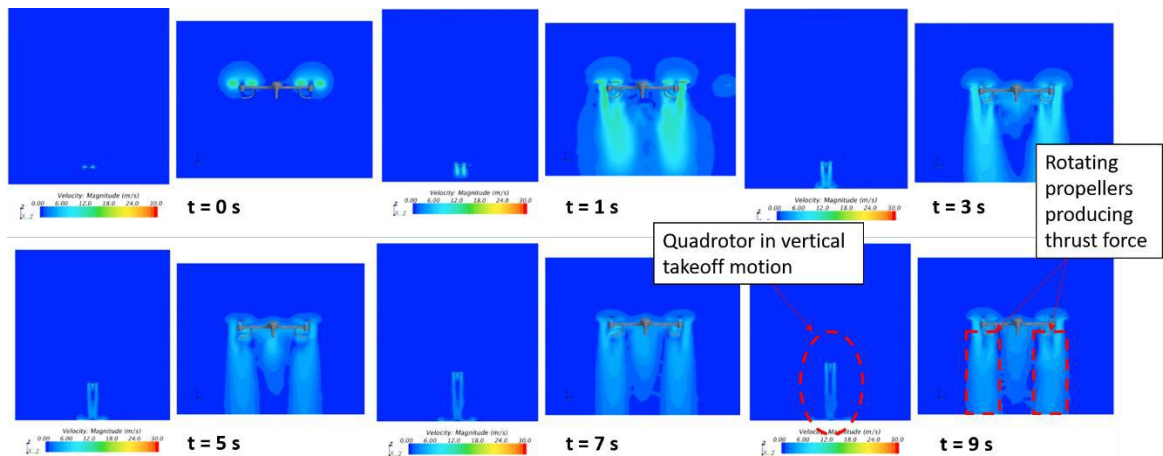 Velocity: Magnitude (m/s)
0.00 6.00 12.0 18.0 24.0 30.0
t = 0 s
Velocity: Magnitude (m/s)
0.00 6.00 12.0 18.0 24.0 30.0
t = 1 s
Velocity: Magnitude (m/s)
0.00 6.00 12.0 18.0 24.0 30.0
t = 3 s
Rotating
propellers
producing
thrust force
Quadrotor in vertical
takeoff motion
Velocity: Magnitude (m/s)
0.00 6.00 12.0 18.0 24.0 30.0
t = 5 s
Velocity: Magnitude (m/s)
0.00 6.00 12.0 18.0 24.0 30.0
t = 7 s
Velocity: Magnitude (m/s)
0.00 6.00 12.0 18.0 24.0 30.0
t = 9 s